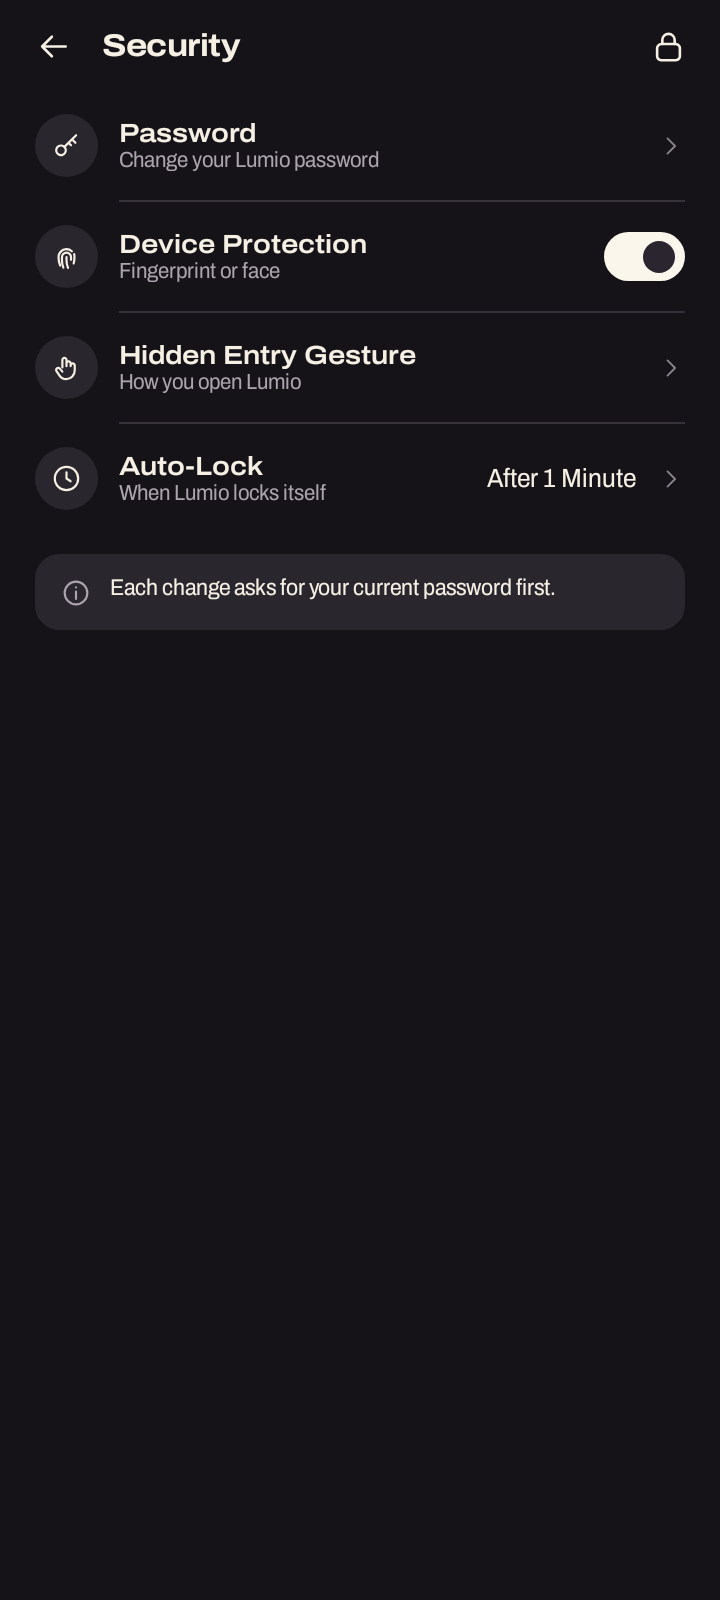 Security
Password
Change your Lumio password
Device Protection
Fingerprint or face
Hidden Entry Gesture
How you open Lumio
Auto-Lock
When Lumio locks itself
After 1 Minute
Each change asks for your current password first.